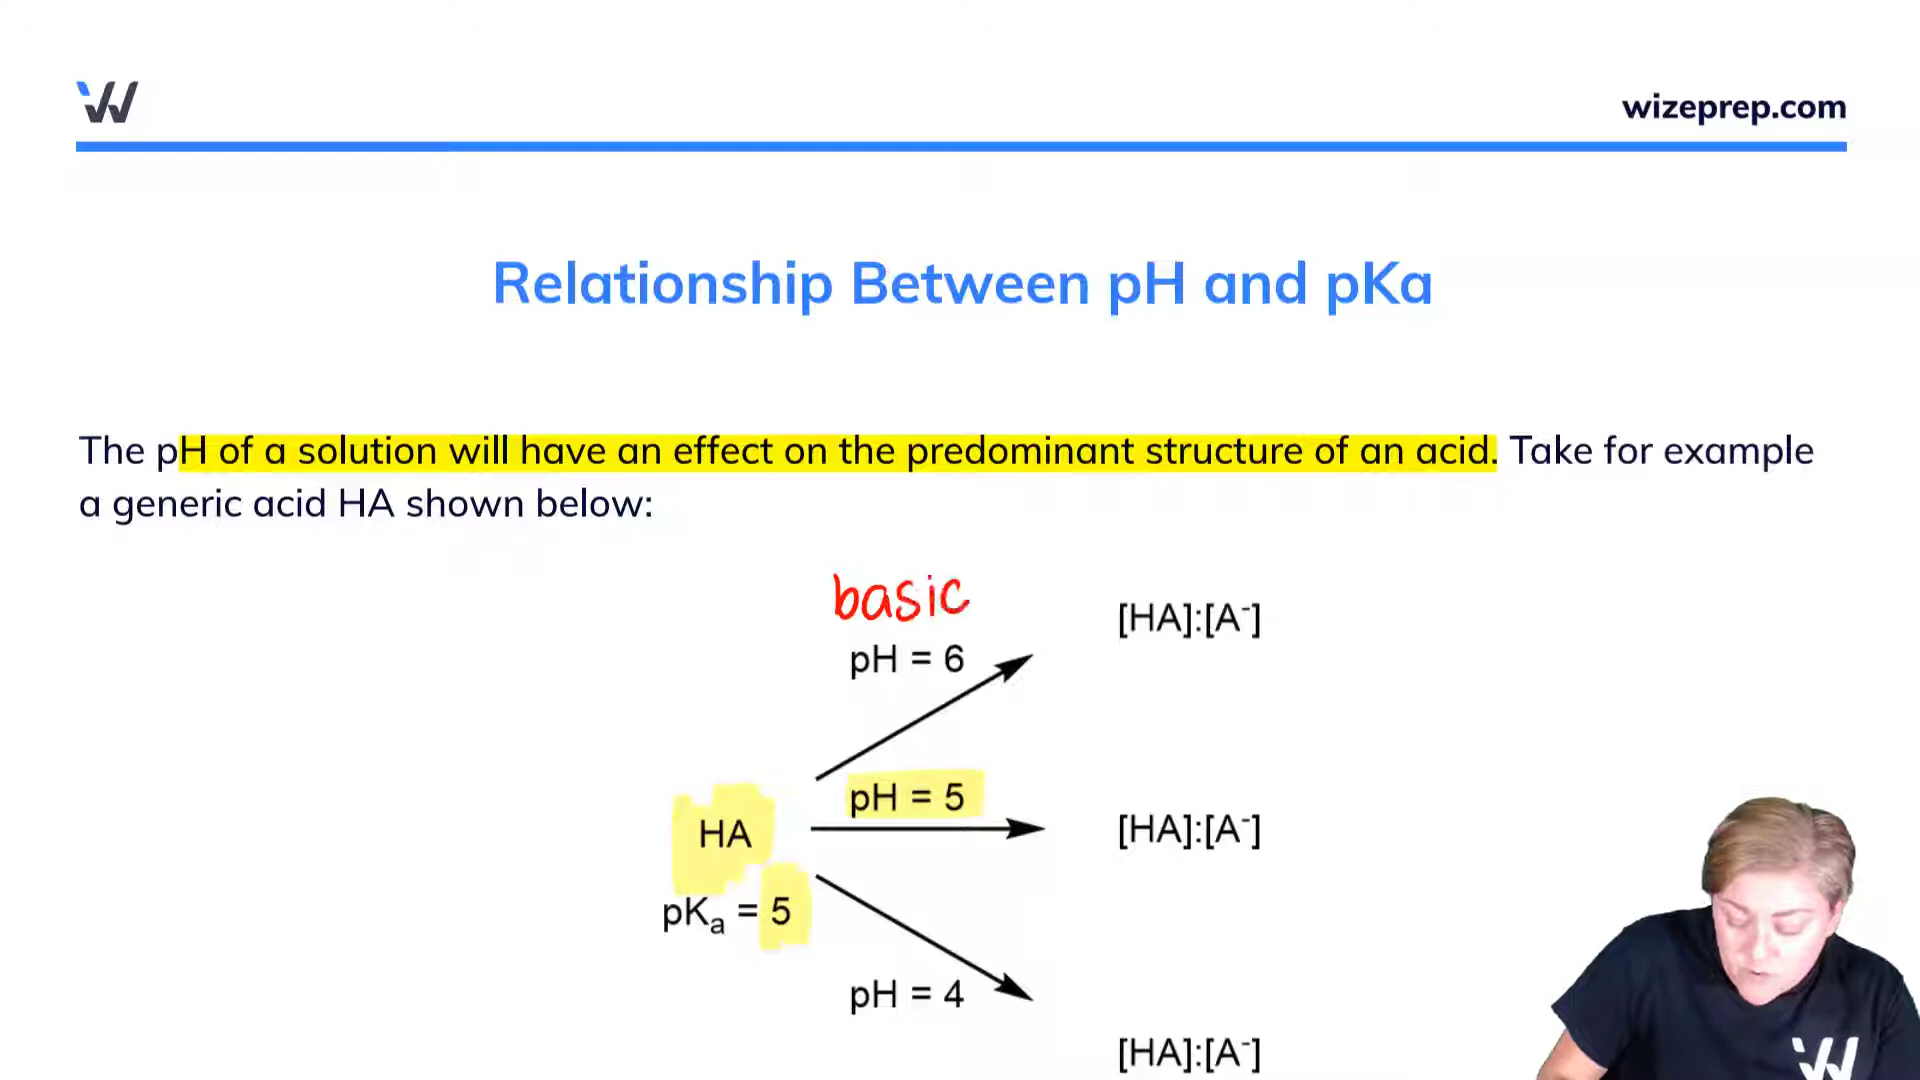 W
wizeprep.com
Relationship Between pH and pKa
The pH of a solution will have an effect on the predominant structure of an acid. Take for example
a generic acid HA shown below:
basic
pH = 6
[HA]:[A⁻]
pH = 5
HA
[HA]:[A⁻]
pKₐ = 5
pH = 4
[HA]:[A⁻]
W